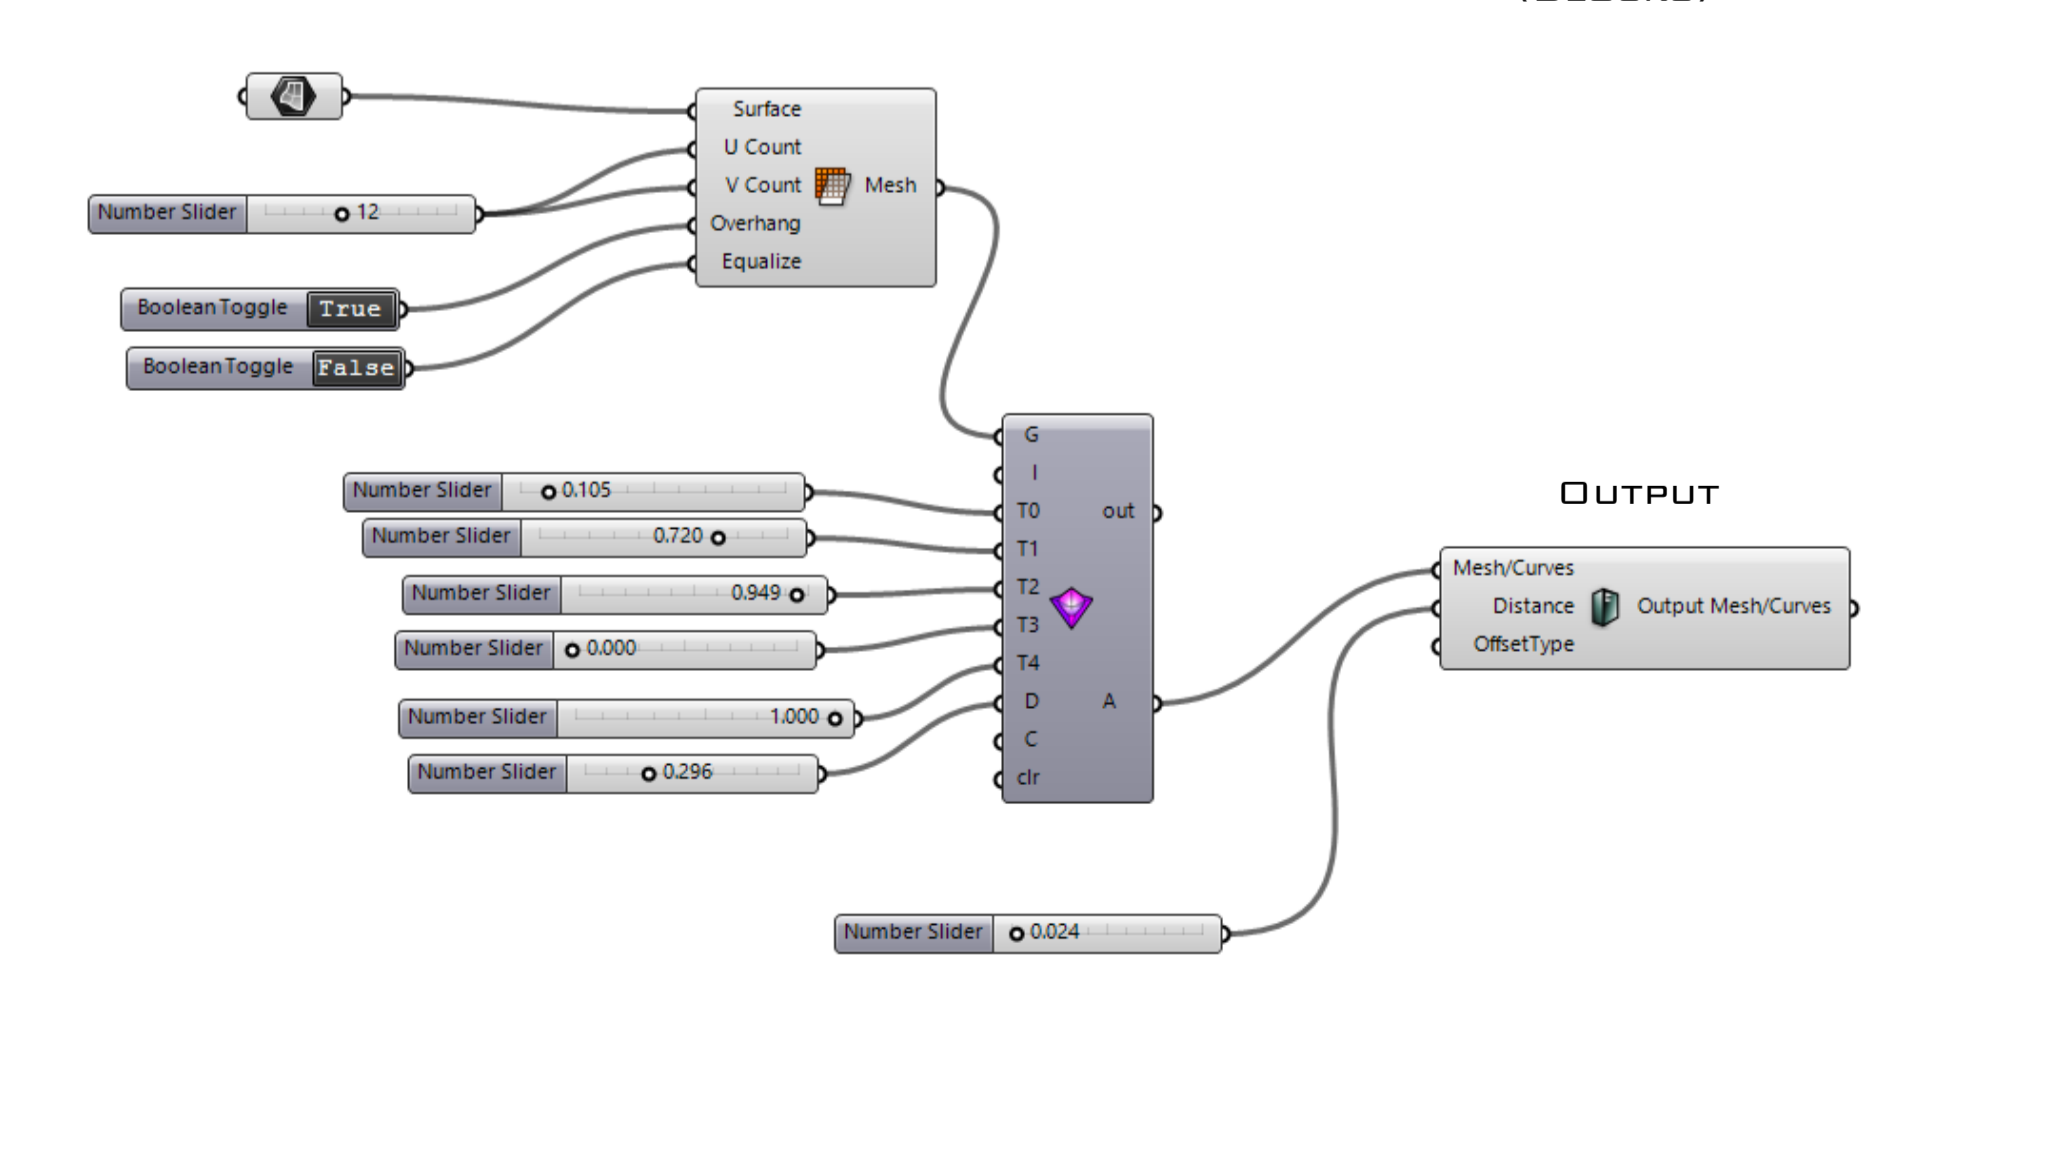 Surface
U Count
V Count
Overhang
Equalize
Mesh
Number Slider 12
Boolean Toggle True
Boolean Toggle False
G
I
T0
T1
T2
T3
T4
D
C
clr
out
A
Number Slider 0.105
Number Slider 0.720
Number Slider 0.949
Number Slider 0.000
Number Slider 1.000
Number Slider 0.296
OUTPUT
Mesh/Curves
Distance
OffsetType
Output Mesh/Curves
Number Slider 0.024